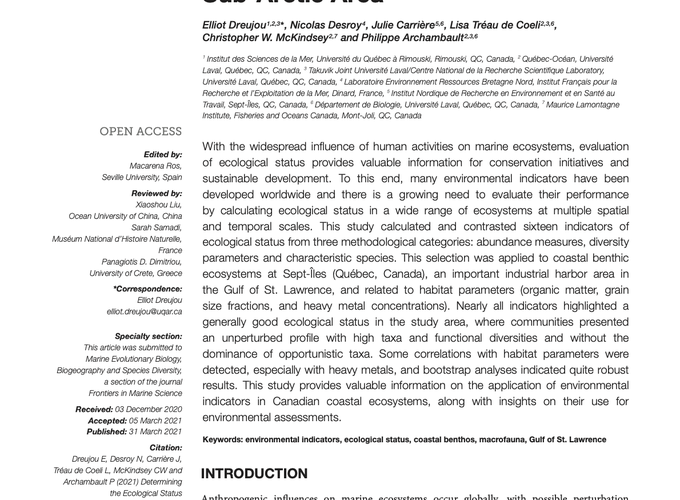 Sub-Arctic Area
Elliot Dreujou1,2,3*, Nicolas Desroy4, Julie Carrière5,6, Lisa Tréau de Coeli2,3,6,
Christopher W. McKindsey2,7 and Philippe Archambault2,3,6
1 Institut des Sciences de la Mer, Université du Québec à Rimouski, Rimouski, QC, Canada, 2 Québec-Océan, Université
Laval, Québec, QC, Canada, 3 Takuvik Joint Université Laval/Centre National de la Recherche Scientifique Laboratory,
Université Laval, Québec, QC, Canada, 4 Laboratoire Environnement Ressources Bretagne Nord, Institut Français pour la
Recherche et l'Exploitation de la Mer, Dinard, France, 5 Institut Nordique de Recherche en Environnement et en Santé au
Travail, Sept-Îles, QC, Canada, 6 Département de Biologie, Université Laval, Québec, QC, Canada, 7 Maurice Lamontagne
Institute, Fisheries and Oceans Canada, Mont-Joli, QC, Canada
OPEN ACCESS
Edited by:
Macarena Ros,
Seville University, Spain
Reviewed by:
Xiaoshou Liu,
Ocean University of China, China
Sarah Samadi,
Muséum National d'Histoire Naturelle,
France
Panagiotis D. Dimitriou,
University of Crete, Greece
*Correspondence:
Elliot Dreujou
elliot.dreujou@uqar.ca
Specialty section:
This article was submitted to
Marine Evolutionary Biology,
Biogeography and Species Diversity,
a section of the journal
Frontiers in Marine Science
Received: 03 December 2020
Accepted: 05 March 2021
Published: 31 March 2021
Citation:
Dreujou E, Desroy N, Carrière J,
Tréau de Coeli L, McKindsey CW and
Archambault P (2021) Determining
the Ecological Status
With the widespread influence of human activities on marine ecosystems, evaluation
of ecological status provides valuable information for conservation initiatives and
sustainable development. To this end, many environmental indicators have been
developed worldwide and there is a growing need to evaluate their performance
by calculating ecological status in a wide range of ecosystems at multiple spatial
and temporal scales. This study calculated and contrasted sixteen indicators of
ecological status from three methodological categories: abundance measures, diversity
parameters and characteristic species. This selection was applied to coastal benthic
ecosystems at Sept-Îles (Québec, Canada), an important industrial harbor area in
the Gulf of St. Lawrence, and related to habitat parameters (organic matter, grain
size fractions, and heavy metal concentrations). Nearly all indicators highlighted a
generally good ecological status in the study area, where communities presented
an unperturbed profile with high taxa and functional diversities and without the
dominance of opportunistic taxa. Some correlations with habitat parameters were
detected, especially with heavy metals, and bootstrap analyses indicated quite robust
results. This study provides valuable information on the application of environmental
indicators in Canadian coastal ecosystems, along with insights on their use for
environmental assessments.
Keywords: environmental indicators, ecological status, coastal benthos, macrofauna, Gulf of St. Lawrence
INTRODUCTION
Anthropogenic influences on marine ecosystems occur globally, with possible perturbation